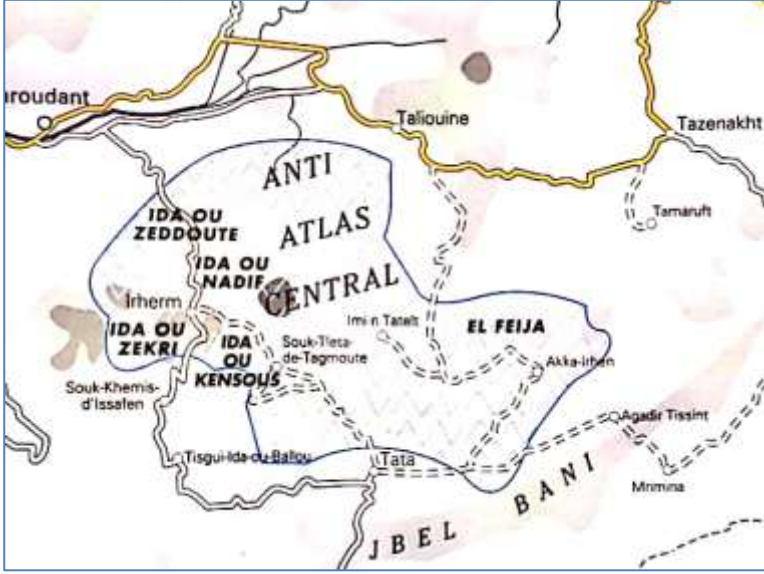 aroudant
Taliouine
Tazenakht
ANTI
ATLAS
CENTRAL
IDA OU
ZEDDOUTE
Tamaruft
IDA OU
NADIF
Irherm
IDA OU
ZEKRI
IDA
OU
KENSOUS
Imi n Tatelt
EL FEIJA
Souk-Tleta-
de-Tagmoute
Akka-Irhen
Souk-Khemis-
d'Issafen
Agadir Tissint
Tisgui-Ida-ou-Ballou
Tata
Mrimina
JBEL BANI